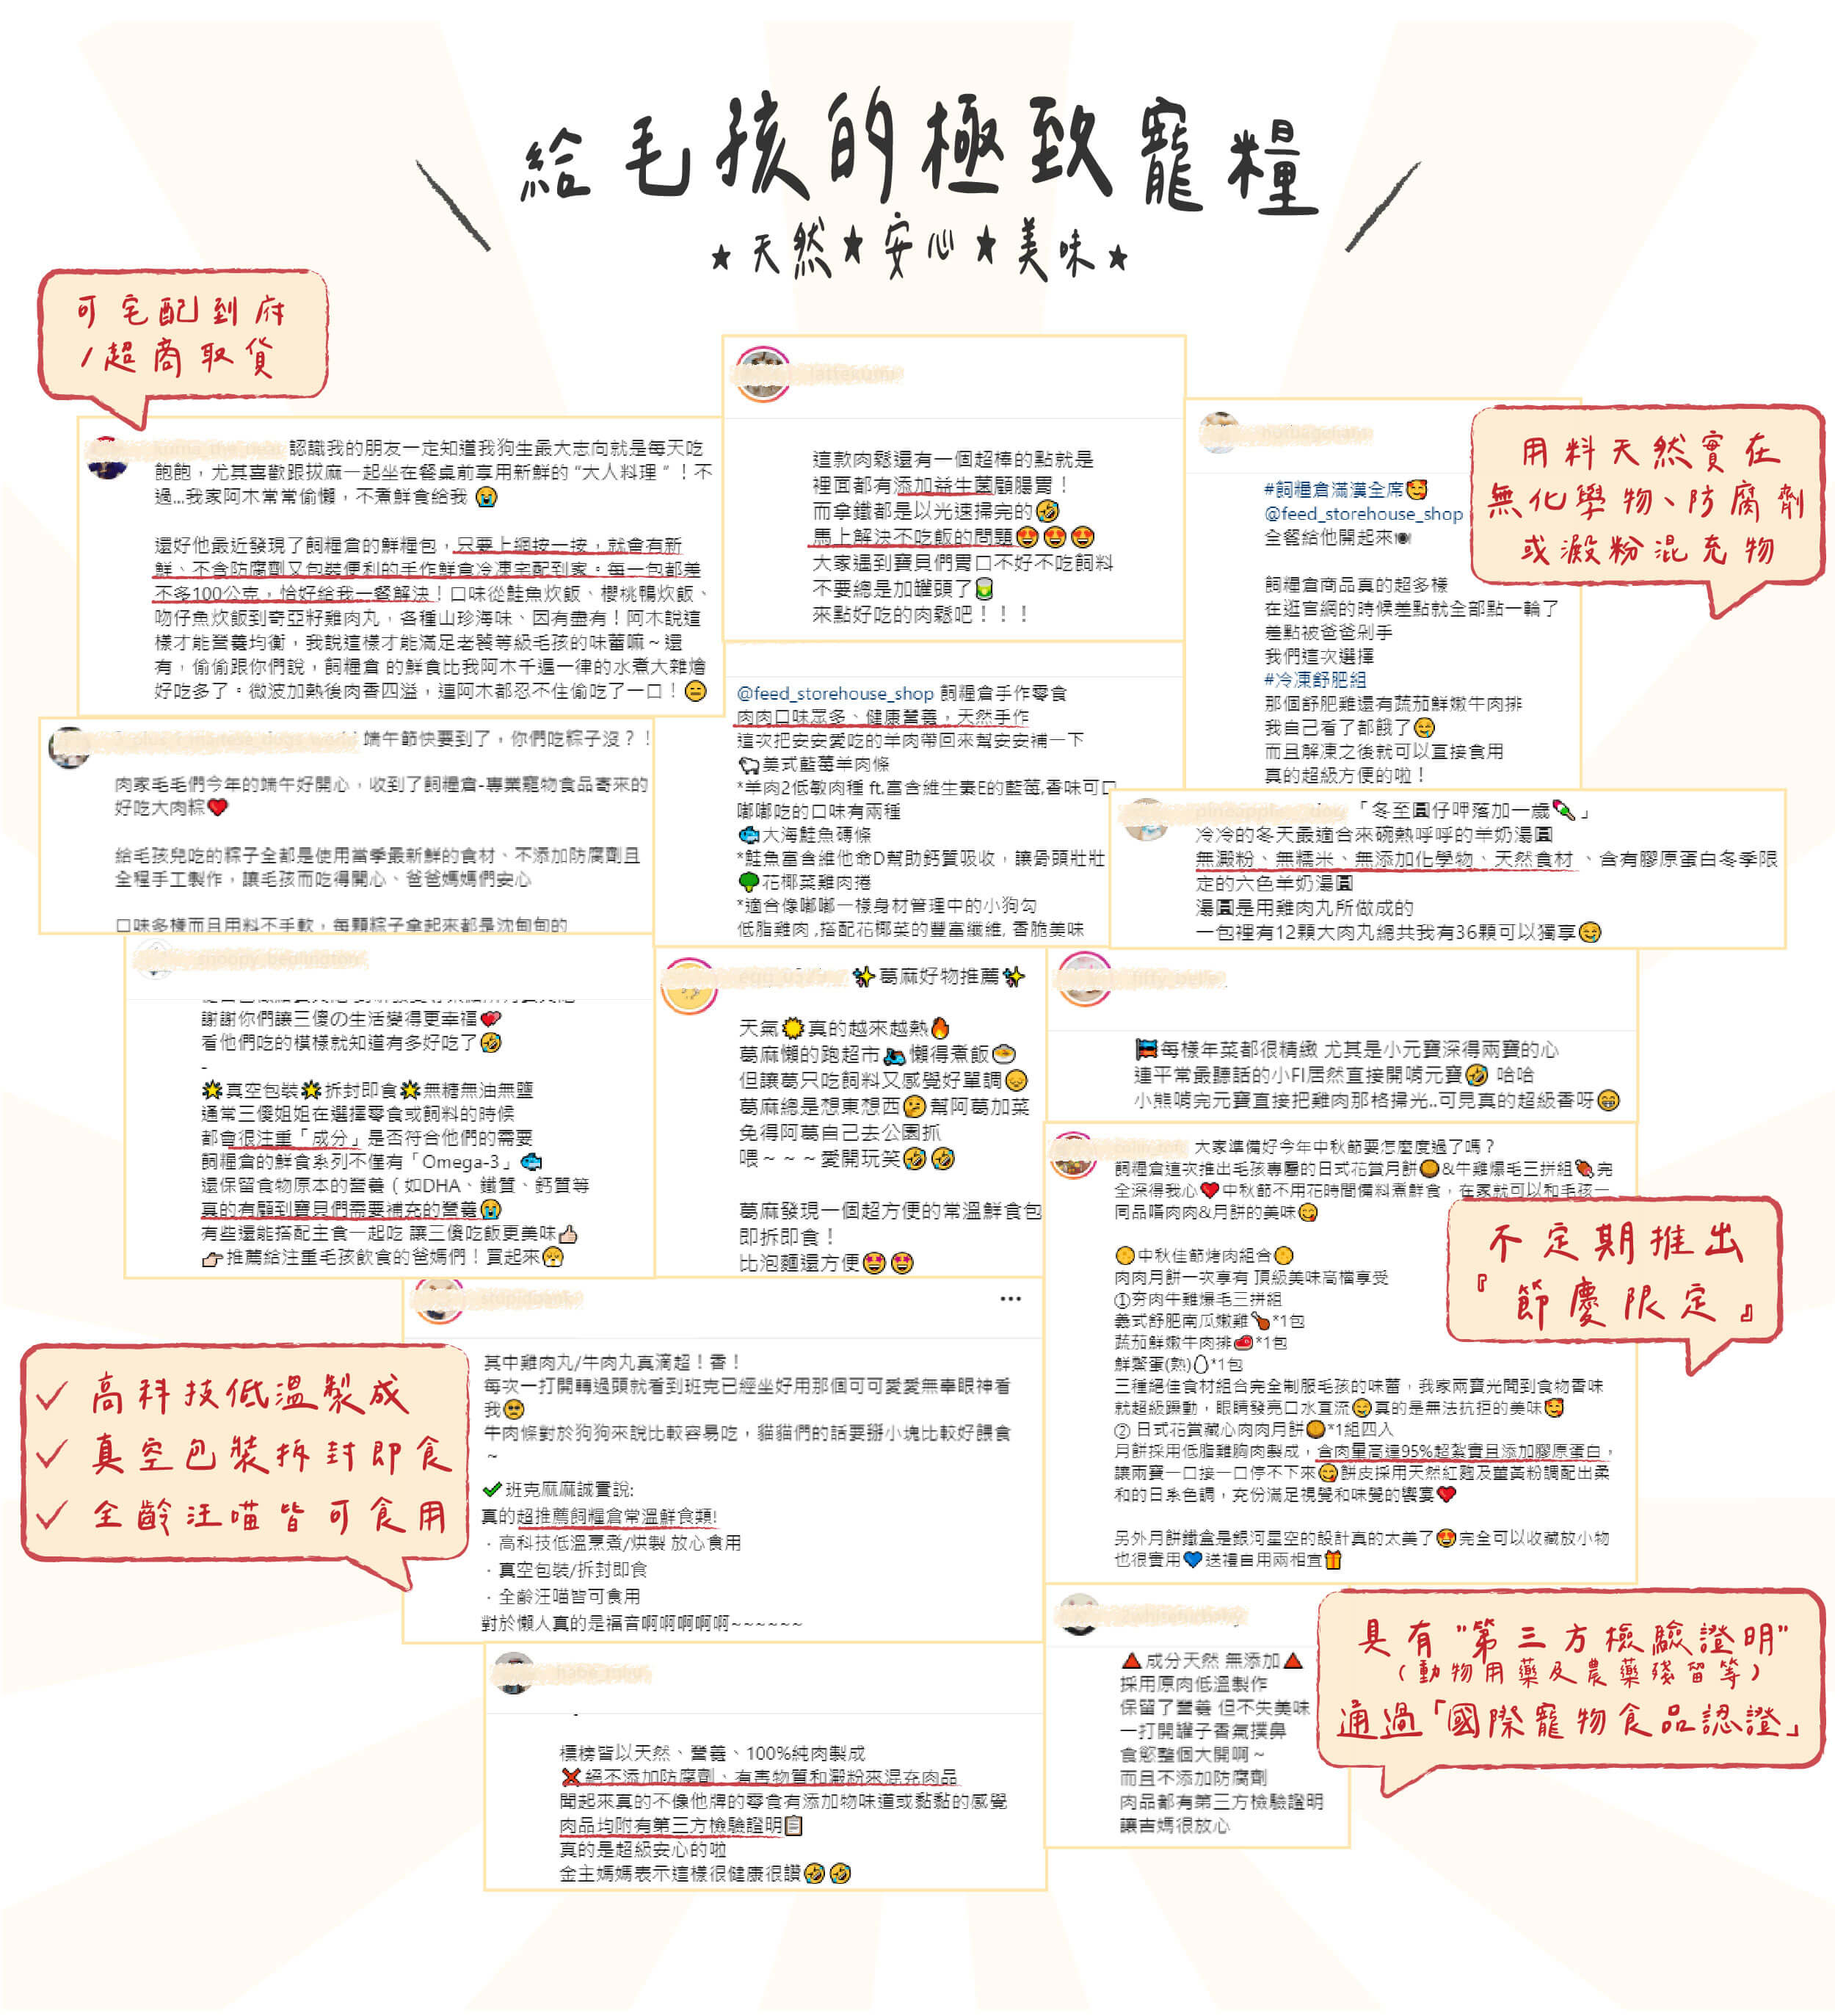 給毛孩的極致寵糧
★天然★安心★美味★
可宅配到府
/超商取貨
認識我的朋友一定知道我狗生最大志向就是每天吃
飽飽，尤其喜歡跟拔麻一起坐在餐桌前享用新鮮的 “大人料理 ” ！不
過...我家阿木常常偷懶，不煮鮮食給我 😭
還好他最近發現了飼糧倉的鮮糧包，只要上網按一按，就會有新
鮮、不含防腐劑又包裝便利的手作鮮食冷凍宅配到家。每一包都差
不多100公克，恰好給我一餐解決！口味從鮭魚炊飯、櫻桃鴨炊飯、
吻仔魚炊飯到奇亞籽雞肉丸，各種山珍海味、因有盡有！阿木說這
樣才能營養均衡，我說這樣才能滿足老饕等級毛孩的味蕾嘛～還
有，偷偷跟你們說，飼糧倉 的鮮食比我阿木千遍一律的水煮大雜燴
好吃多了。微波加熱後肉香四溢，連阿木都忍不住偷吃了一口！😑
這款肉鬆還有一個超棒的點就是
裡面都有添加益生菌顧腸胃！
而拿鐵都是以光速掃完的🤣
馬上解決不吃飯的問題😍😍😍
大家遇到寶貝們胃口不好不吃飼料
不要總是加罐頭了🥫
來點好吃的肉鬆吧！！！
用料天然實在
無化學物、防腐劑
或澱粉混充物
#飼糧倉滿漢全席🥰
@feed_storehouse_shop
全餐給他開起來🍽
飼糧倉商品真的超多樣
在逛官網的時候差點就全部點一輪了
差點被爸爸剁手
我們這次選擇
#冷凍舒肥組
那個舒肥雞還有蔬茄鮮嫩牛肉排
我自己看了都餓了🤤
而且解凍之後就可以直接食用
真的超級方便的啦！
端午節快要到了，你們吃粽子沒？！
肉家毛毛們今年的端午好開心，收到了飼糧倉-專業寵物食品寄來的
好吃大肉粽❤️
給毛孩兒吃的粽子全都是使用當季最新鮮的食材、不添加防腐劑且
全程手工製作，讓毛孩而吃得開心、爸爸媽媽們安心
口味多樣而且用料不手軟，每顆粽子拿起來都是沈甸甸的
@feed_storehouse_shop 飼糧倉手作零食
肉肉口味眾多、健康營養，天然手作
這次把安安愛吃的羊肉帶回來幫安安補一下
🐑美式藍莓羊肉條
*羊肉2低敏肉種 ft.富含維生素E的藍莓,香味可口
嘟嘟吃的口味有兩種
🐟大海鮭魚磚條
*鮭魚富含維他命D幫助鈣質吸收，讓骨頭壯壯
🥦花椰菜雞肉捲
*適合像嘟嘟一樣身材管理中的小狗勾
低脂雞肉 ,搭配花椰菜的豐富纖維, 香脆美味
「冬至圓仔呷落加一歲🍡」
冷冷的冬天最適合來碗熱呼呼的羊奶湯圓
無澱粉、無糯米、無添加化學物、天然食材 、含有膠原蛋白冬季限
定的六色羊奶湯圓
湯圓是用雞肉丸所做成的
一包裡有12顆大肉丸總共我有36顆可以獨享🤤
謝謝你們讓三傻の生活變得更幸福💕
看他們吃的模樣就知道有多好吃了🤣
-
🌟真空包裝🌟拆封即食🌟無糖無油無鹽
通常三傻姐姐在選擇零食或飼料的時候
都會很注重「成分」是否符合他們的需要
飼糧倉的鮮食系列不僅有「Omega-3」🐟
還保留食物原本的營養 ( 如DHA、鐵質、鈣質等
真的有顧到寶貝們需要補充的營養😭
有些還能搭配主食一起吃 讓三傻吃飯更美味👍🏻
👉🏻推薦給注重毛孩飲食的爸媽們！買起來😤
✨葛麻好物推薦✨
天氣☀️真的越來越熱🔥
葛麻懶的跑超市🛵懶得煮飯🍲
但讓葛只吃飼料又感覺好單調😞
葛麻總是想東想西🤔幫阿葛加菜
免得阿葛自己去公園抓
喂～～～愛開玩笑🤣🤣
葛麻發現一個超方便的常溫鮮食包
即拆即食！
比泡麵還方便🤩🤩
每樣年菜都很精緻 尤其是小元寶深得兩寶的心
連平常最聽話的小FI居然直接開啃元寶🤣 哈哈
小熊啃完元寶直接把雞肉那格掃光..可見真的超級香呀😁
大家準備好今年中秋節要怎麼度過了嗎？
飼糧倉這次推出毛孩專屬的日式花賞月餅🥮&牛雞爆毛三拼組🍖完
全深得我心❤️中秋節不用花時間備料煮鮮食，在家就可以和毛孩一
同品嚐肉肉&月餅的美味😋
🌕中秋佳節烤肉組合🌕
肉肉月餅一次享有 頂級美味高檔享受
①夯肉牛雞爆毛三拼組
義式舒肥南瓜嫩雞🍗*1包
蔬茄鮮嫩牛肉排🥩*1包
鮮蟹蛋(熟)🥚*1包
三種絕佳食材組合完全制服毛孩的味蕾，我家兩寶光聞到食物香味
就超級躁動，眼睛發亮口水直流🤤真的是無法抗拒的美味🥰
② 日式花賞藏心肉肉月餅🥮*1組四入
月餅採用低脂雞胸肉製成，含肉量高達95%超紮實且添加膠原蛋白，
讓兩寶一口接一口停不下來😋餅皮採用天然紅麴及薑黃粉調配出柔
和的日系色調，充份滿足視覺和味覺的饗宴❤️
另外月餅鐵盒是銀河星空的設計真的太美了😍完全可以收藏放小物
也很實用💙送禮自用兩相宜🎁
不定期推出
『節慶限定』
其中雞肉丸/牛肉丸真滴超！香！
每次一打開轉過頭就看到班克已經坐好用那個可可愛愛無辜眼神看
我🥺
牛肉條對於狗狗來說比較容易吃，貓貓們的話要掰小塊比較好餵食
~
✔️班克麻麻誠實說:
真的超推薦飼糧倉常溫鮮食類!
· 高科技低溫烹煮/烘製 放心食用
· 真空包裝/拆封即食
· 全齡汪喵皆可食用
對於懶人真的是福音啊啊啊啊啊~~~~~~
✓ 高科技低溫製成
✓ 真空包裝拆封即食
✓ 全齡汪喵皆可食用
標榜皆以天然、營養、100%純肉製成
❌絕不添加防腐劑、有害物質和澱粉來混充肉品
聞起來真的不像他牌的零食有添加物味道或黏黏的感覺
肉品均附有第三方檢驗證明📋
真的是超級安心的啦
金主媽媽表示這樣很健康很讚🤣🤣
🔺成分天然 無添加🔺
採用原肉低溫製作
保留了營養 但不失美味
一打開罐子香氣撲鼻
食慾整個大開啊～
而且不添加防腐劑
肉品都有第三方檢驗證明
讓吉媽很放心
具有"第三方檢驗證明"
（動物用藥及農藥殘留等）
通過「國際寵物食品認證」